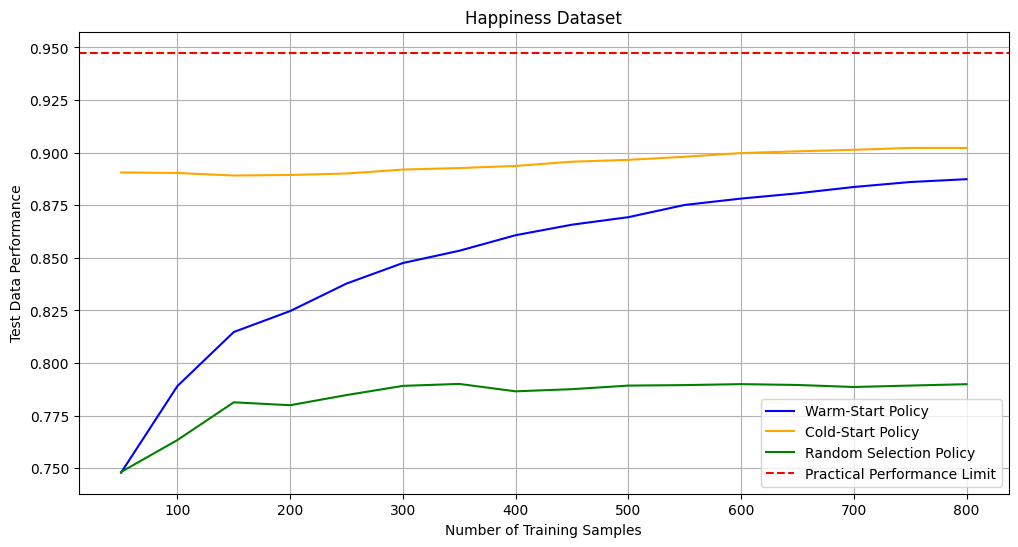 Happiness Dataset
Test Data Performance
0.950
0.925
0.900
0.875
0.850
0.825
0.800
0.775
0.750
Warm-Start Policy
Cold-Start Policy
Random Selection Policy
Practical Performance Limit
100 200 300 400 500 600 700 800
Number of Training Samples